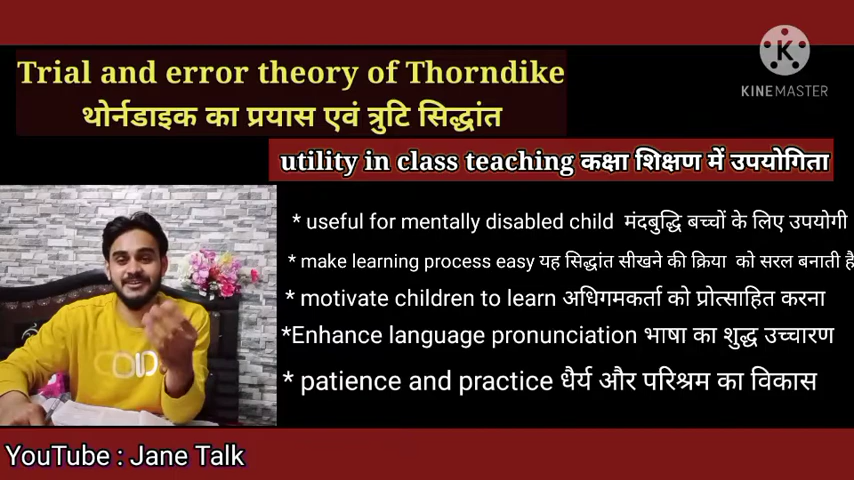 Trial and error theory of Thorndike
थोर्नडाइक का प्रयास एवं त्रुटि सिद्धांत
K
KINEMASTER
utility in class teaching कक्षा शिक्षण में उपयोगिता
* useful for mentally disabled child मंदबुद्धि बच्चों के लिए उपयोगी
* make learning process easy यह सिद्धांत सीखने की क्रिया को सरल बनाती है
* motivate children to learn अधिगमकर्ता को प्रोत्साहित करना
*Enhance language pronunciation भाषा का शुद्ध उच्चारण
* patience and practice धैर्य और परिश्रम का विकास
YouTube : Jane Talk